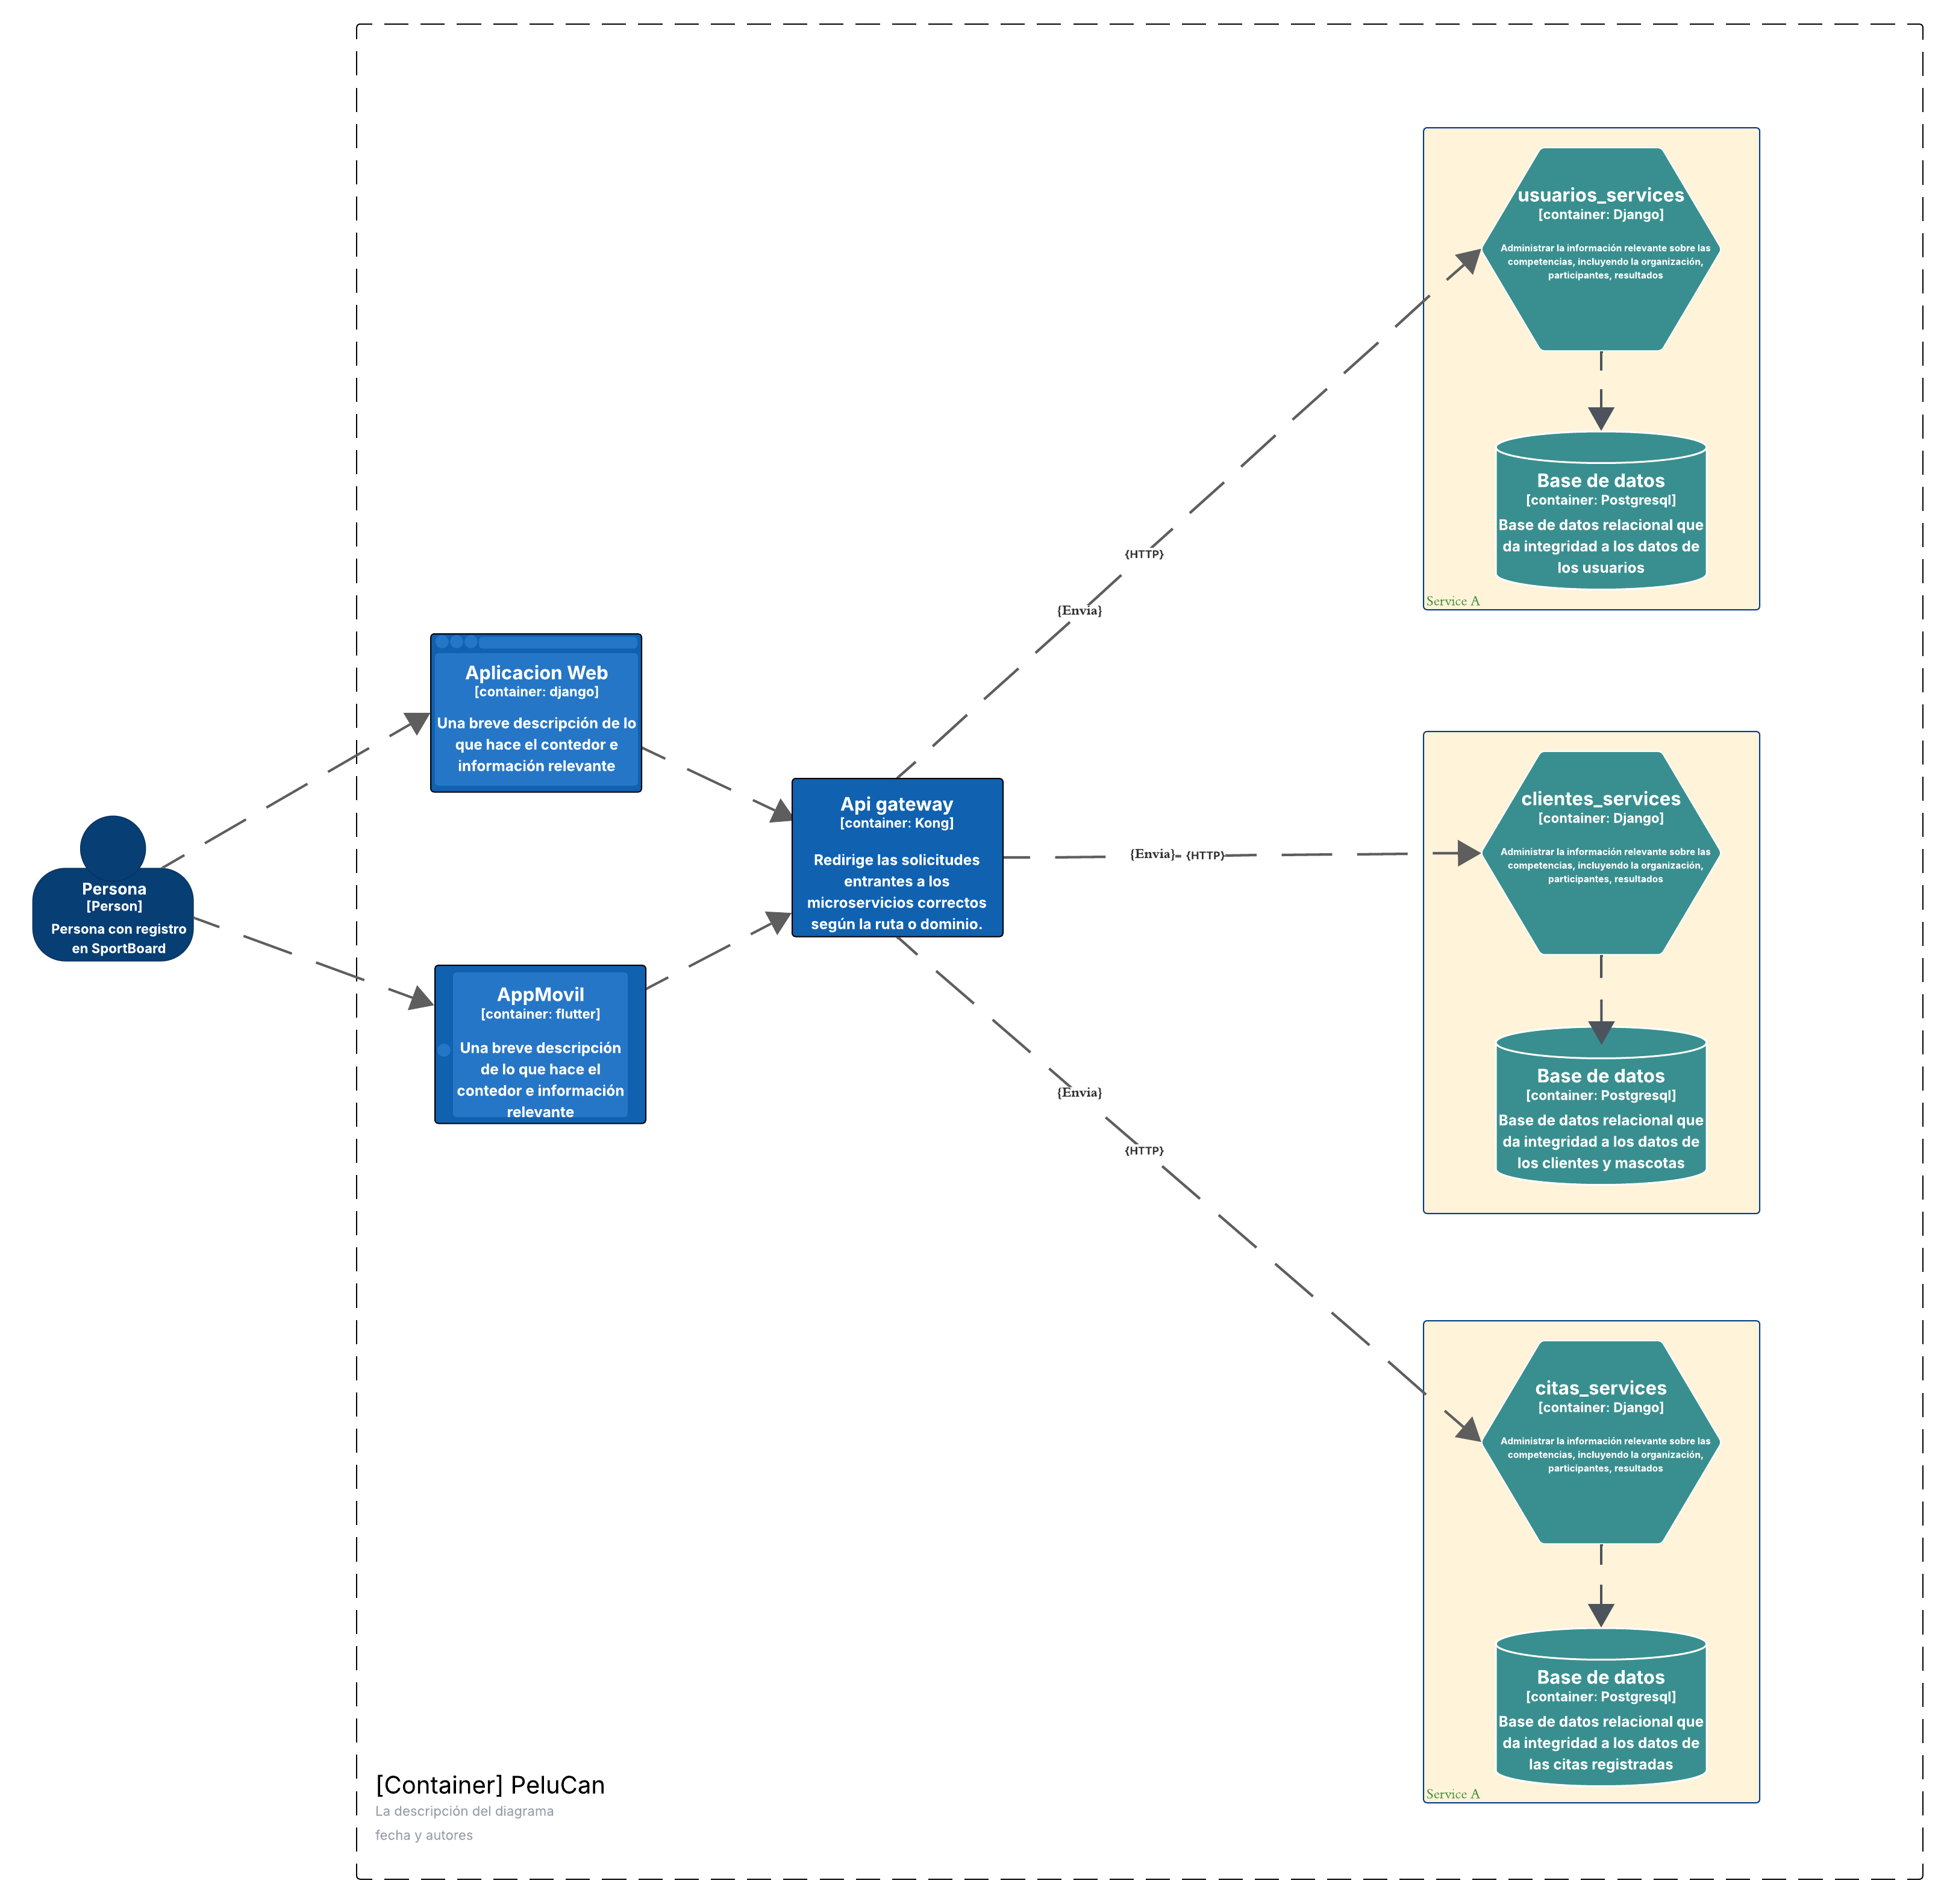 Persona
[Person]
Persona con registro
en SportBoard
Aplicacion Web
[container: django]
Una breve descripción de lo
que hace el contedor e
información relevante
AppMovil
[container: flutter]
Una breve descripción
de lo que hace el
contedor e información
relevante
Api gateway
[container: Kong]
Redirige las solicitudes
entrantes a los
microservicios correctos
según la ruta o dominio.
{HTTP}
{Envia}
{Envia}
{HTTP}
{Envia}
{HTTP}
usuarios_services
[container: Django]
Administrar la información relevante sobre las
competencias, incluyendo la organización,
participantes, resultados
Base de datos
[container: Postgresql]
Base de datos relacional que
da integridad a los datos de
los usuarios
Service A
clientes_services
[container: Django]
Administrar la información relevante sobre las
competencias, incluyendo la organización,
participantes, resultados
Base de datos
[container: Postgresql]
Base de datos relacional que
da integridad a los datos de
los clientes y mascotas
citas_services
[container: Django]
Administrar la información relevante sobre las
competencias, incluyendo la organización,
participantes, resultados
Base de datos
[container: Postgresql]
Base de datos relacional que
da integridad a los datos de
las citas registradas
Service A
[Container] PeluCan
La descripción del diagrama
fecha y autores